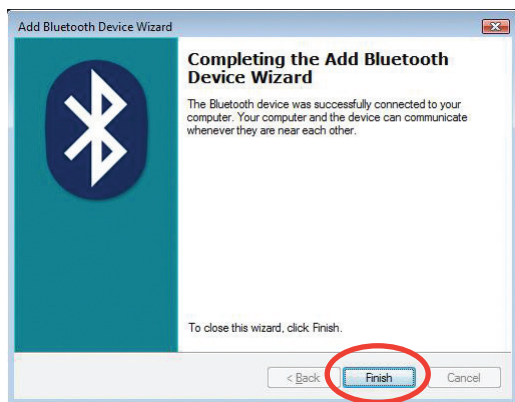 Add Bluetooth Device Wizard
Completing the Add Bluetooth
Device Wizard
The Bluetooth device was successfully connected to your
computer. Your computer and the device can communicate
whenever they are near each other.
To close this wizard, click Finish.
< Back Finish Cancel